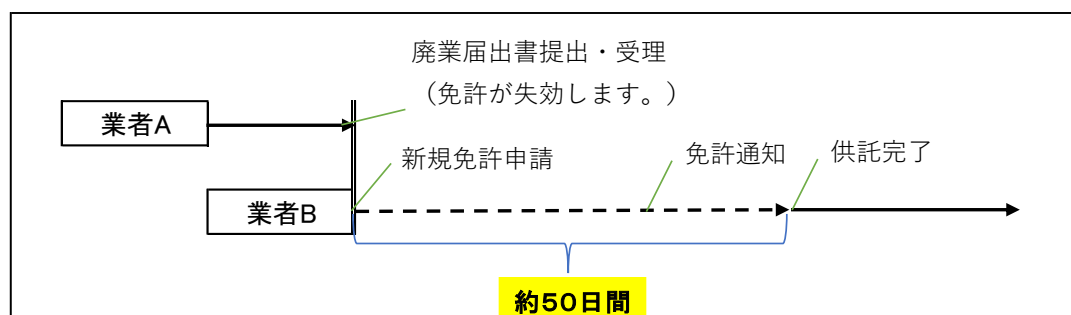 廃業届出書提出・受理
（免許が失効します。）
業者A
新規免許申請
免許通知
供託完了
業者B
約50日間